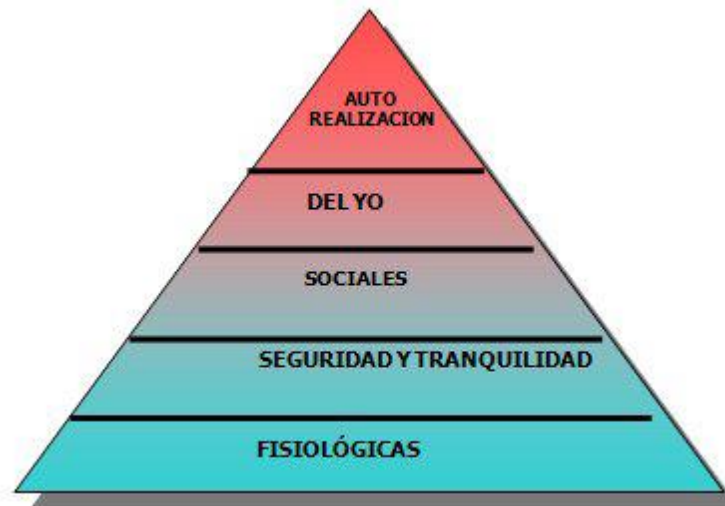 AUTO
REALIZACION
DEL YO
SOCIALES
SEGURIDAD Y TRANQUILIDAD
FISIOLÓGICAS